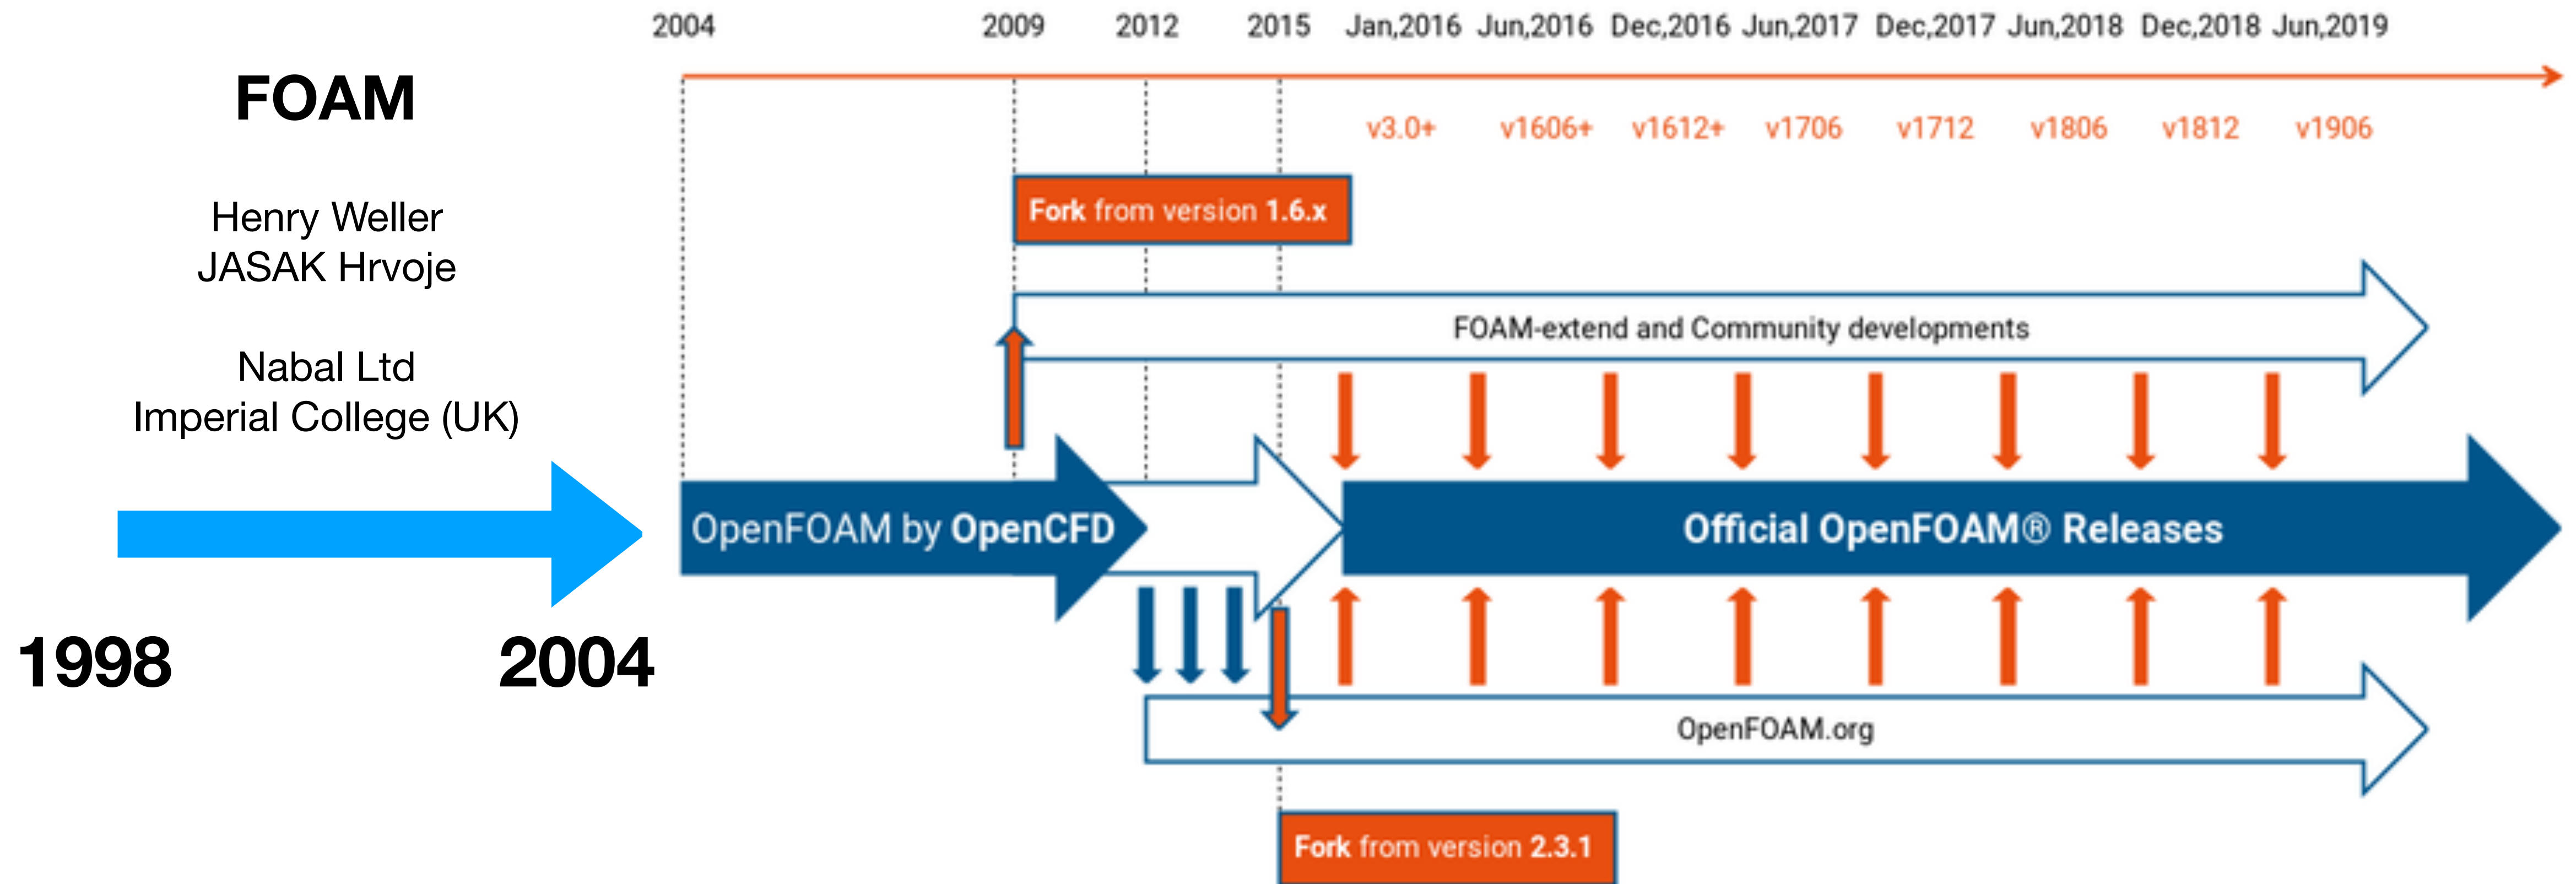 2004 2009 2012 2015 Jan,2016 Jun,2016 Dec,2016 Jun,2017 Dec,2017 Jun,2018 Dec,2018 Jun,2019
FOAM
v3.0+ v1606+ v1612+ v1706 v1712 v1806 v1812 v1906
Henry Weller
JASAK Hrvoje
Fork from version 1.6.x
Nabal Ltd
Imperial College (UK)
FOAM-extend and Community developments
OpenFOAM by OpenCFD
Official OpenFOAM® Releases
1998 2004
OpenFOAM.org
Fork from version 2.3.1